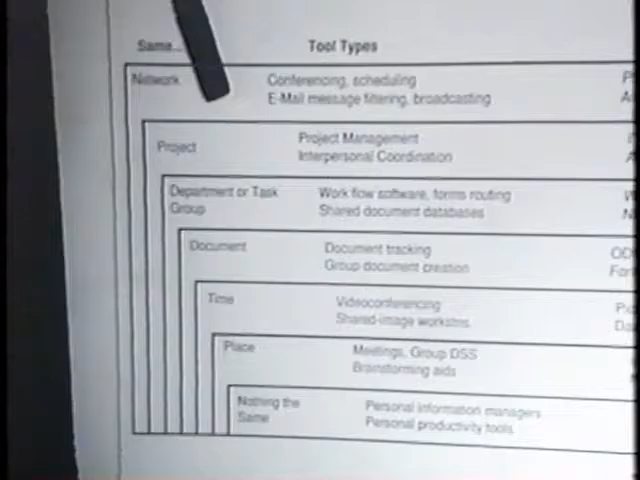 Same... Tool Types
Network Conferencing, scheduling
E-Mail message filtering, broadcasting
Project Project Management
Interpersonal Coordination
Department or Task Work flow software, forms routing
Group Shared document databases
Document Document tracking
Group document creation
Time Videoconferencing
Shared-image workstns.
Place Meetings, Group DSS
Brainstorming aids
Nothing the Personal information managers
Same Personal productivity tools